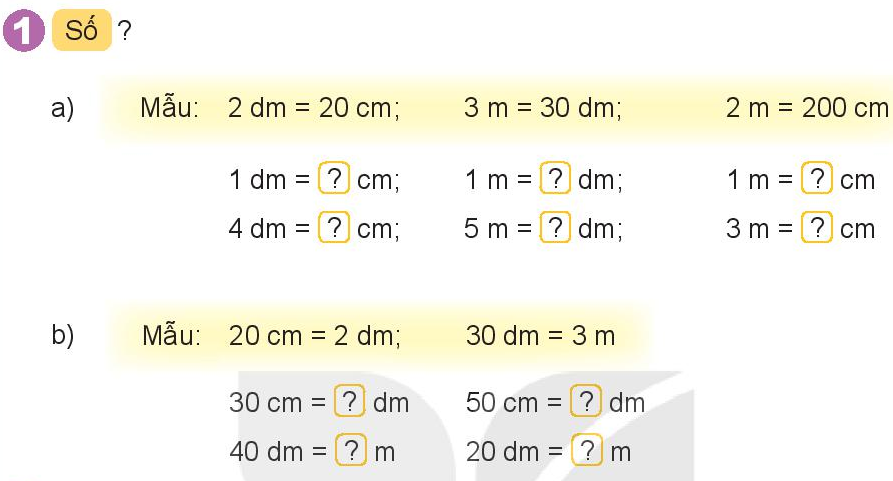 1 Số ?
a) Mẫu: 2 dm = 20 cm; 3 m = 30 dm; 2 m = 200 cm
1 dm = ? cm; 1 m = ? dm; 1 m = ? cm
4 dm = ? cm; 5 m = ? dm; 3 m = ? cm
b) Mẫu: 20 cm = 2 dm; 30 dm = 3 m
30 cm = ? dm 50 cm = ? dm
40 dm = ? m 20 dm = ? m